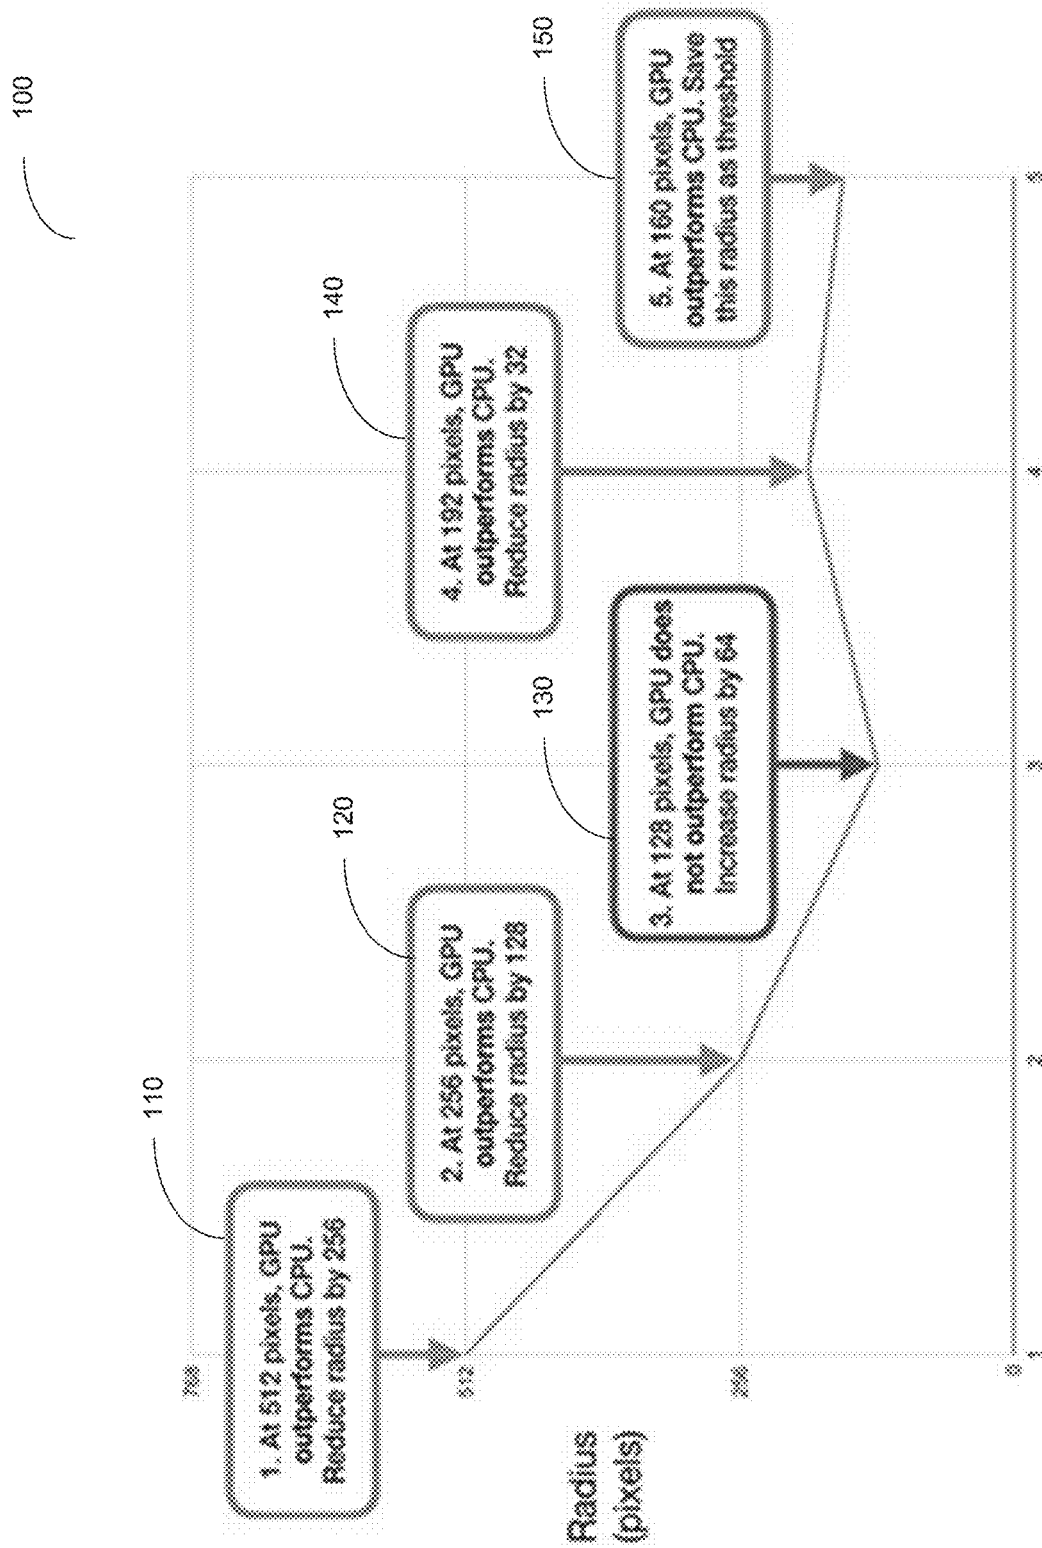 100
110
1. At 512 pixels, GPU
outperforms CPU.
Reduce radius by 256
120
2. At 256 pixels, GPU
outperforms CPU.
Reduce radius by 128
130
3. At 128 pixels, GPU does
not outperform CPU.
Increase radius by 64
140
4. At 192 pixels, GPU
outperforms CPU.
Reduce radius by 32
150
5. At 160 pixels, GPU
outperforms CPU. Save
this radius as threshold
Radius
(pixels)
768
512
256
0
1
2
3
4
5